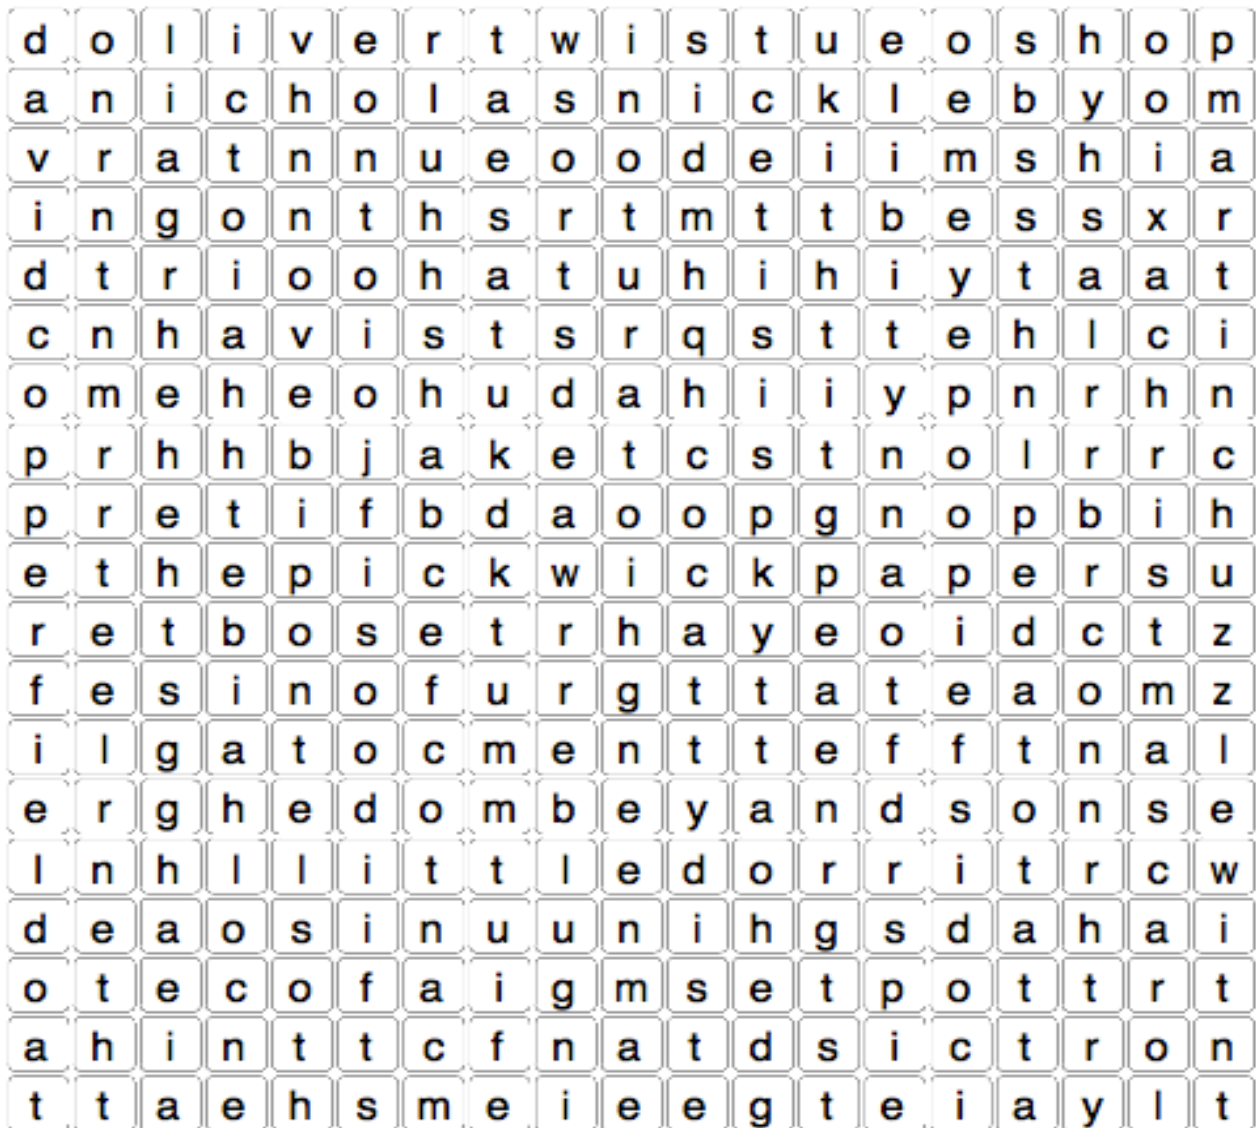 d o l i v e r t w i s t u e o s h o p
a n i c h o l a s n i c k l e b y o m
v r a t n n u e o o d e i i m s h i a
i n g o n t h s r t m t t b e s s x r
d t r i o o h a t u h i h i y t a a t
c n h a v i s t s r q s t t e h l c i
o m e h e o h u d a h i i y p n r h n
p r h h b j a k e t c s t n o l r r c
p r e t i f b d a o o p g n o p b i h
e t h e p i c k w i c k p a p e r s u
r e t b o s e t r h a y e o i d c t z
f e s i n o f u r g t t a t e a o m z
i l g a t o c m e n t t e f f t n a l
e r g h e d o m b e y a n d s o n s e
l n h l l i t t l e d o r r i t r c w
d e a o s i n u u n i h g s d a h a i
o t e c o f a i g m s e t p o t t r t
a h i n t t c f n a t d s i c t r o n
t t a e h s m e i e e g t e i a y l t